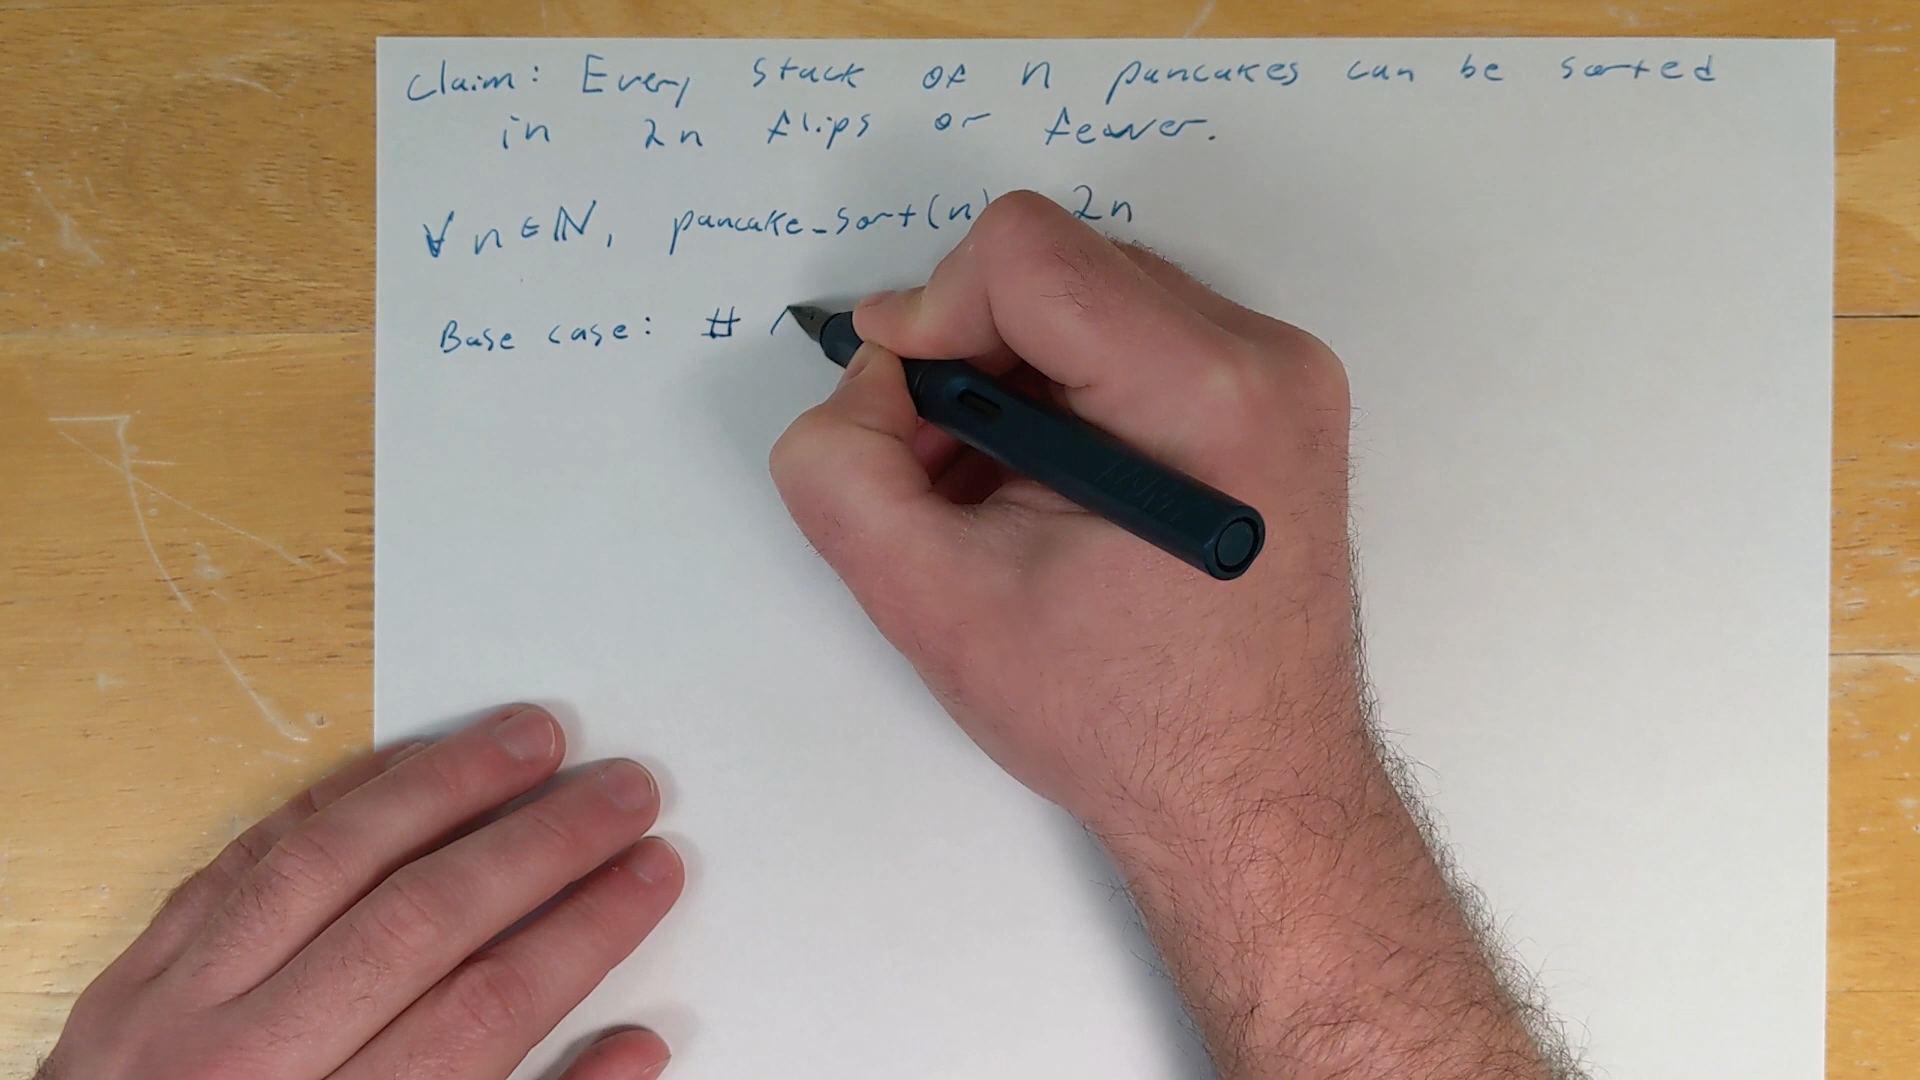 Claim: Every stack of n pancakes can be sorted
in 2n flips or fewer.
∀ n ∈ ℕ, pancake_sort(n) 2n
Base case: #